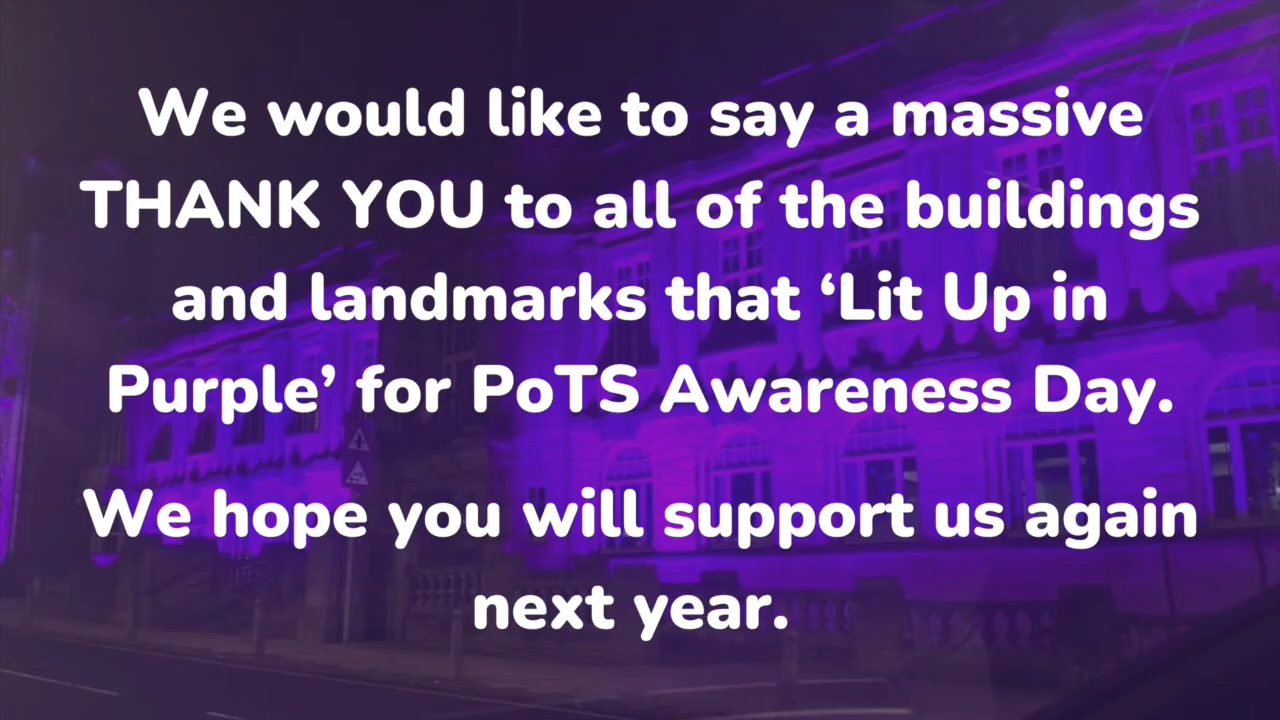 We would like to say a massive
THANK YOU to all of the buildings
and landmarks that ‘Lit Up in
Purple’ for PoTS Awareness Day.
We hope you will support us again
next year.